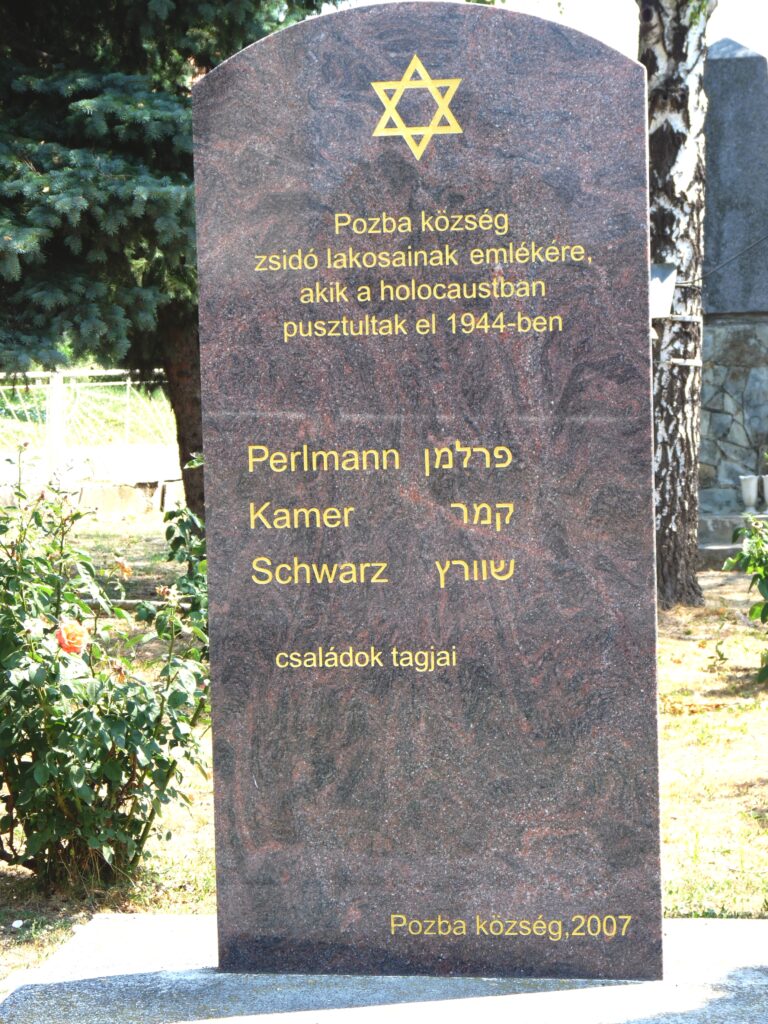 Pozba község
zsidó lakosainak emlékére,
akik a holocaustban
pusztultak el 1944-ben
Perlmann פרלמן
Kamer קמר
Schwarz שוורץ
családok tagjai
Pozba község,2007